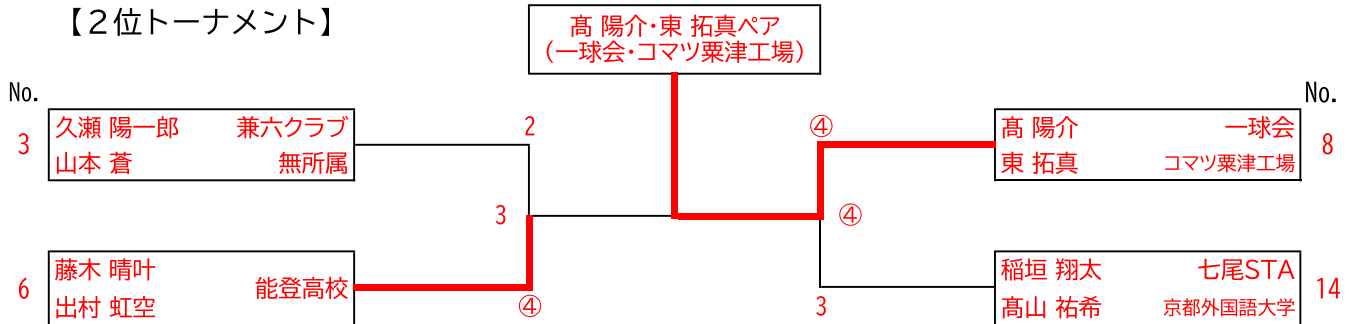 【２位トーナメント】
髙 陽介・東 拓真ペア
（一球会・コマツ粟津工場）
No.
No.
3
久瀬 陽一郎 兼六クラブ
山本 蒼 無所属
2
④
髙 陽介 一球会
東 拓真 コマツ粟津工場
8
3
④
6
藤木 晴叶
出村 虹空
能登高校
④
3
稲垣 翔太 七尾STA
髙山 祐希 京都外国語大学
14